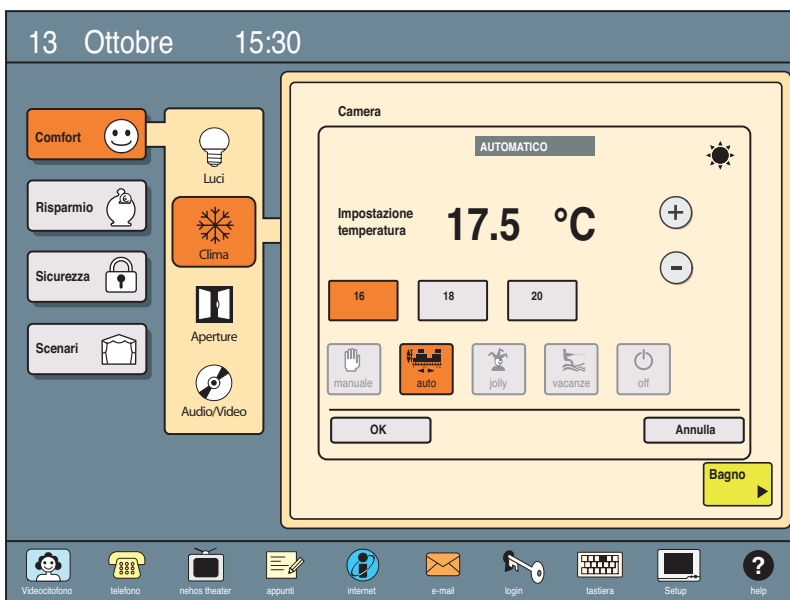 13 Ottobre 15:30
Comfort
Risparmio
€
Sicurezza
Scenari
Luci
Clima
Aperture
Audio/Video
Camera
AUTOMATICO
Impostazione
temperatura
17.5 °C
+
-
16 18 20
manuale auto jolly vacanze off
OK Annulla
Bagno
?
Videocitofono telefono nehos theater appunti internet e-mail login tastiera Setup help